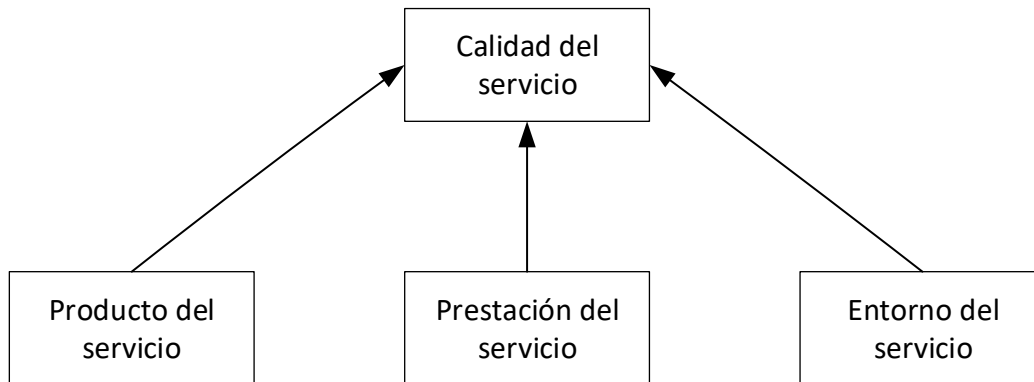 Calidad del
servicio
Producto del
servicio
Prestación del
servicio
Entorno del
servicio